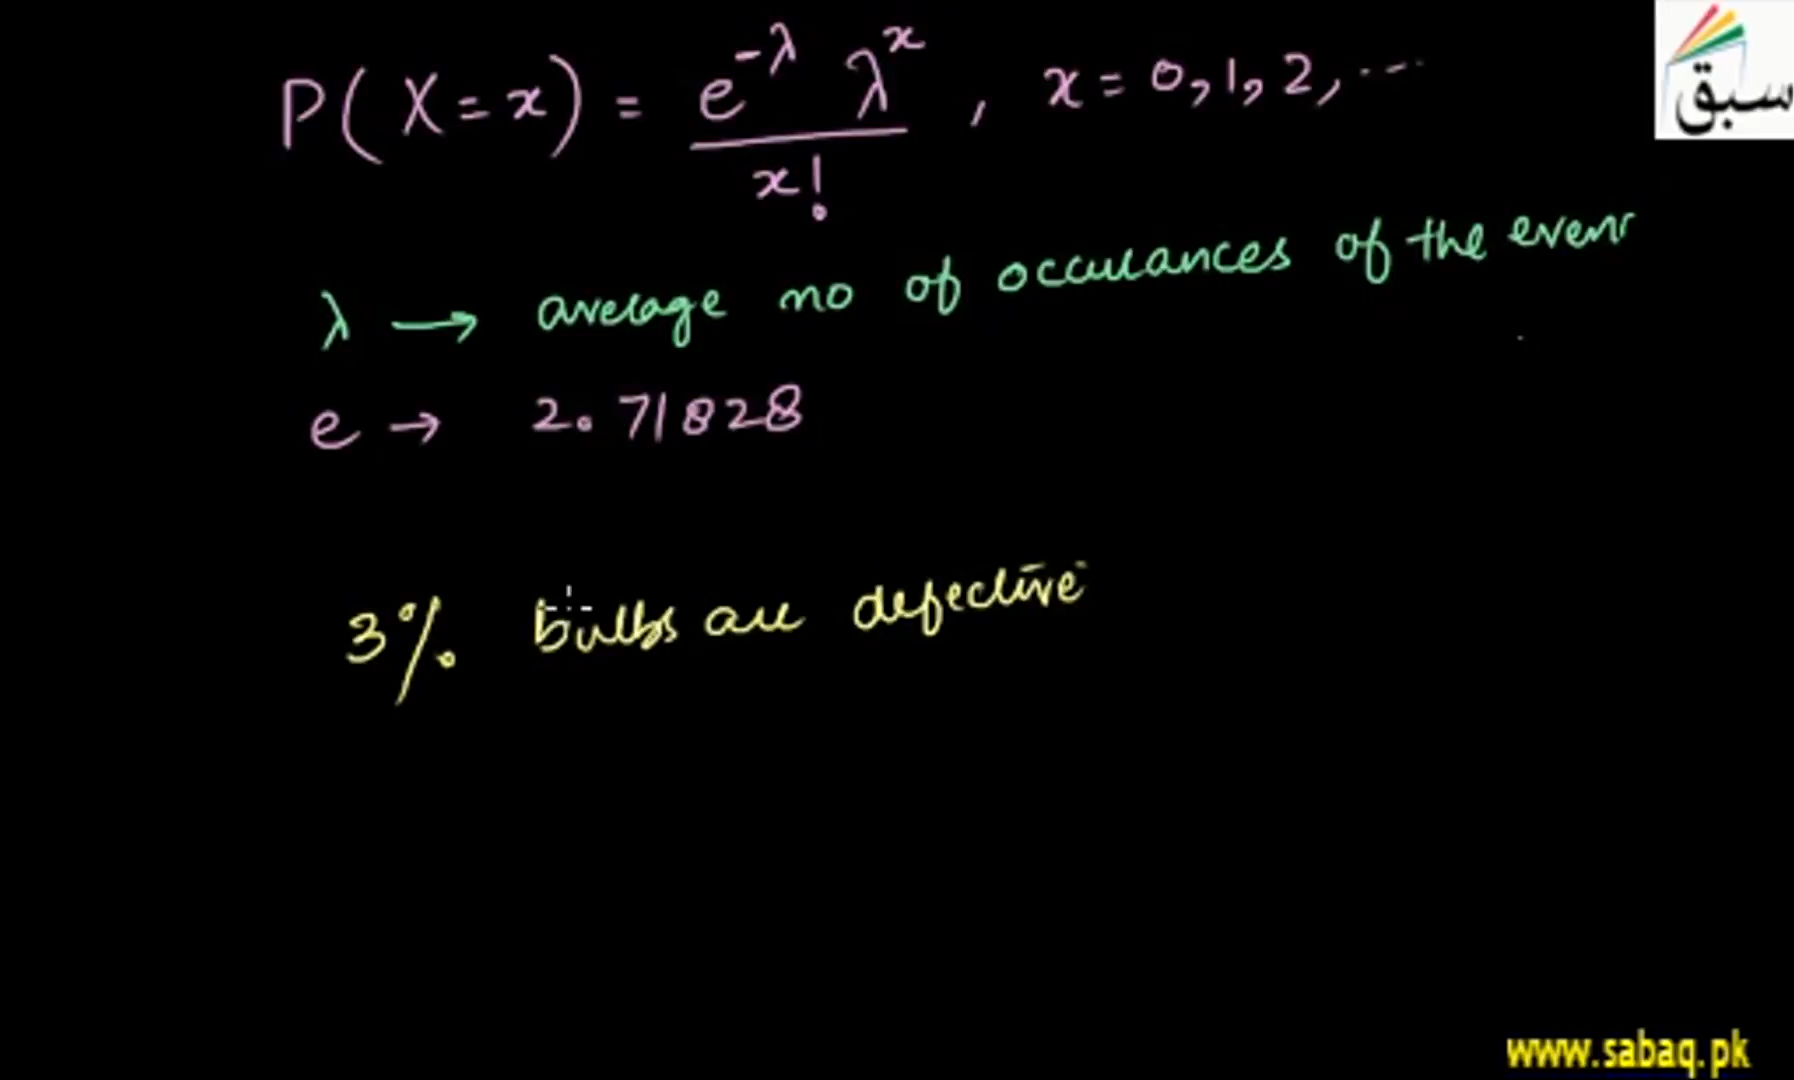 P(X=x) = e^{-λ} λ^x / x! , x = 0, 1, 2, ....
سبق
λ → average no of occurances of the event
e → 2.71828
3% bulbs are defective
www.sabaq.pk